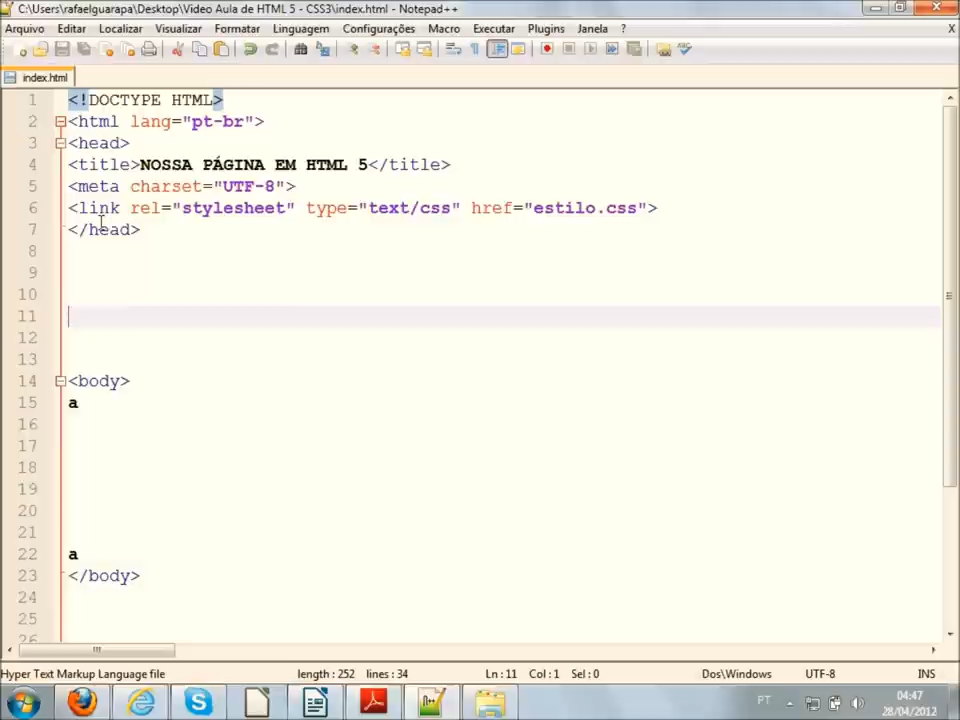 C:\Users\rafaelguarapa\Desktop\Video Aula de HTML 5 - CSS3\index.html - Notepad++
Arquivo Editar Localizar Visualizar Formatar Linguagem Configurações Macro Executar Plugins Janela ? X
index.html
1 <!DOCTYPE HTML>
2 <html lang="pt-br">
3 <head>
4 <title>NOSSA PÁGINA EM HTML 5</title>
5 <meta charset="UTF-8">
6 <link rel="stylesheet" type="text/css" href="estilo.css">
7 </head>
8
9
10
11
12
13
14 <body>
15 a
16
17
18
19
20
21
22 a
23 </body>
24
25
26
Hyper Text Markup Language file length : 252 lines : 34 Ln : 11 Col : 1 Sel : 0 Dos\Windows UTF-8 INS
PT 04:47
28/04/2012